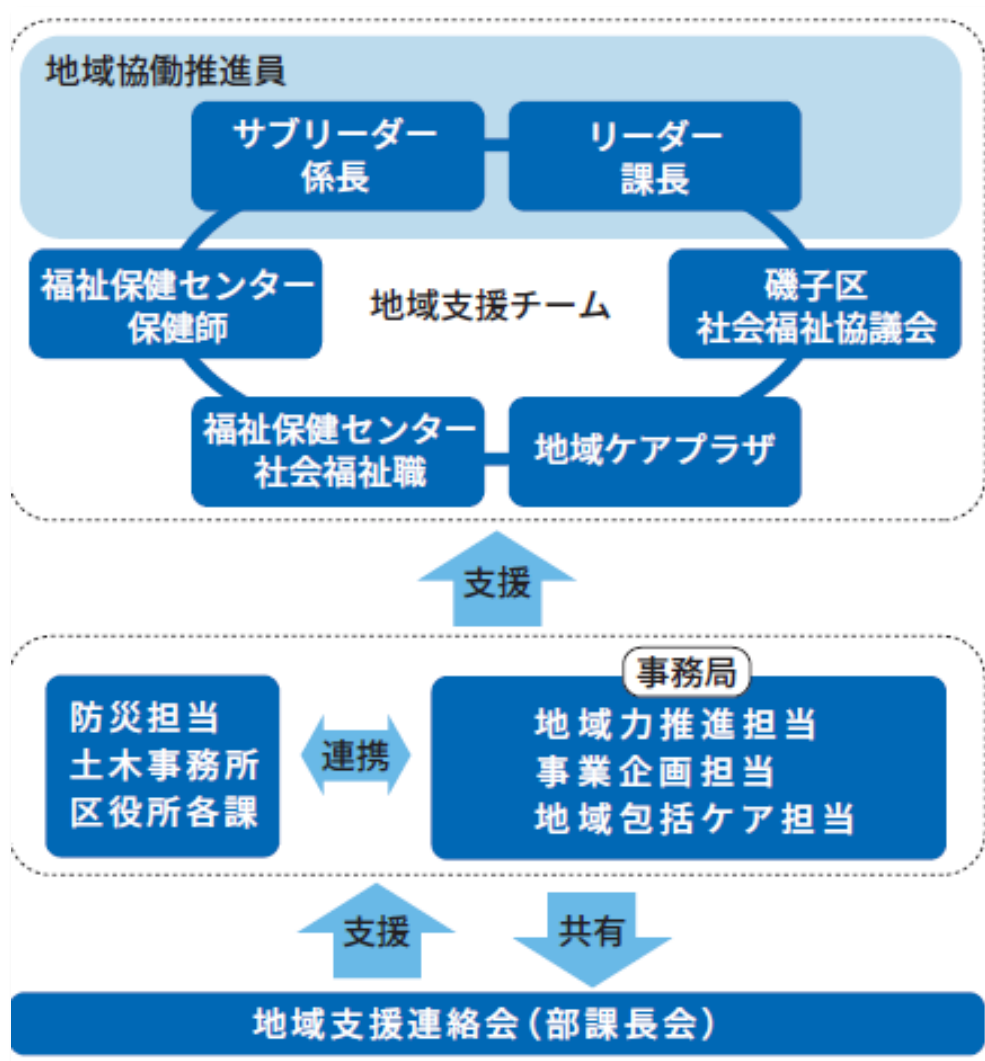 地域協働推進員
サブリーダー
係長
リーダー
課長
福祉保健センター
保健師
地域支援チーム
磯子区
社会福祉協議会
福祉保健センター
社会福祉職
地域ケアプラザ
支援
事務局
防災担当
土木事務所
区役所各課
連携
地域力推進担当
事業企画担当
地域包括ケア担当
支援
共有
地域支援連絡会(部課長会)